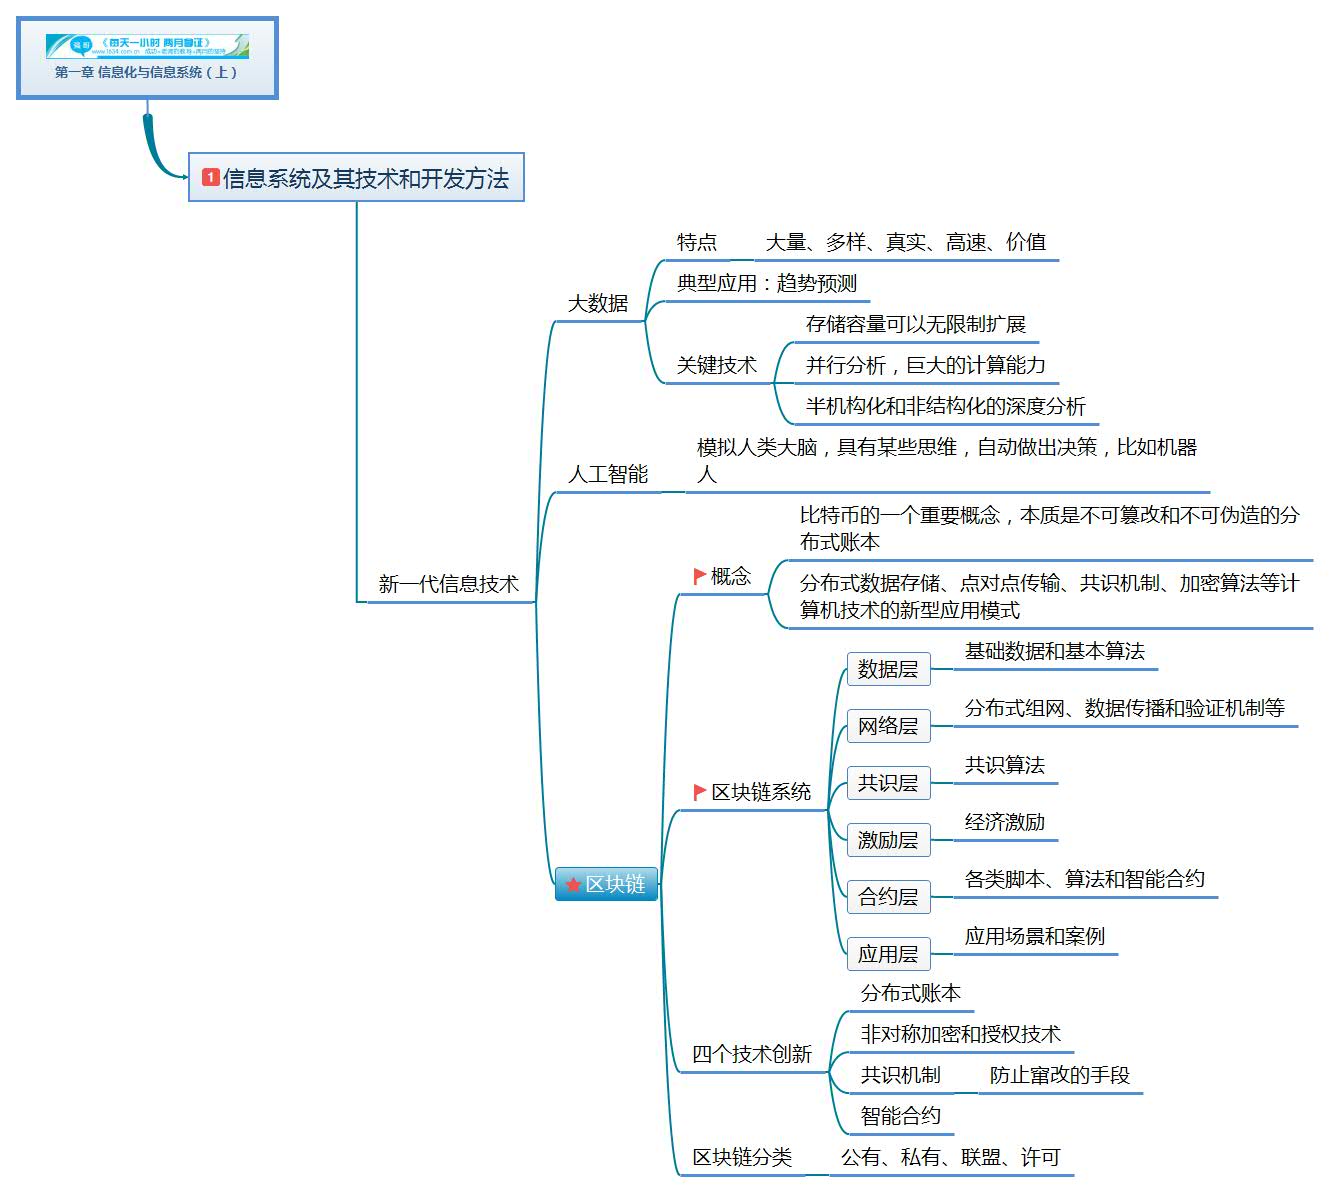 《每天一小时 两月拿证》
第一章 信息化与信息系统（上）
1
信息系统及其技术和开发方法
新一代信息技术
大数据
特点
大量、多样、真实、高速、价值
典型应用：趋势预测
关键技术
存储容量可以无限制扩展
并行分析，巨大的计算能力
半机构化和非结构化的深度分析
人工智能
模拟人类大脑，具有某些思维，自动做出决策，比如机器
人
区块链
概念
比特币的一个重要概念，本质是不可篡改和不可伪造的分
布式账本
分布式数据存储、点对点传输、共识机制、加密算法等计
算机技术的新型应用模式
区块链系统
数据层
基础数据和基本算法
网络层
分布式组网、数据传播和验证机制等
共识层
共识算法
激励层
经济激励
合约层
各类脚本、算法和智能合约
应用层
应用场景和案例
四个技术创新
分布式账本
非对称加密和授权技术
共识机制
防止窜改的手段
智能合约
区块链分类
公有、私有、联盟、许可